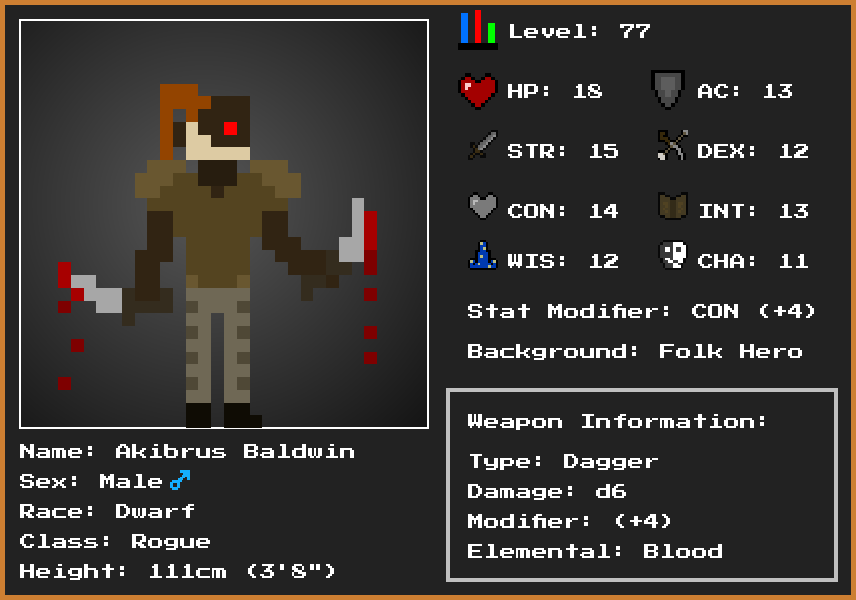 Level: 77
HP: 18 AC: 13
STR: 15 DEX: 12
CON: 14 INT: 13
WIS: 12 CHA: 11
Stat Modifier: CON (+4)
Background: Folk Hero
Weapon Information:
Type: Dagger
Damage: d6
Modifier: (+4)
Elemental: Blood
Name: Akibrus Baldwin
Sex: Male♂
Race: Dwarf
Class: Rogue
Height: 111cm (3'8")